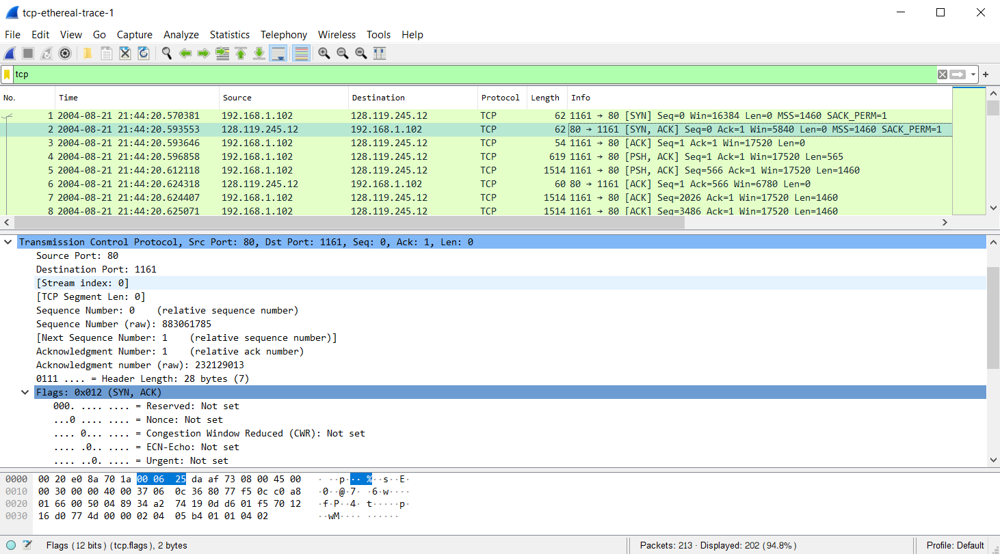 tcp-ethereal-trace-1
File Edit View Go Capture Analyze Statistics Telephony Wireless Tools Help
tcp
No. Time Source Destination Protocol Length Info
1 2004-08-21 21:44:20.570381 192.168.1.102 128.119.245.12 TCP 62 1161 → 80 [SYN] Seq=0 Win=16384 Len=0 MSS=1460 SACK_PERM=1
2 2004-08-21 21:44:20.593553 128.119.245.12 192.168.1.102 TCP 62 80 → 1161 [SYN, ACK] Seq=0 Ack=1 Win=5840 Len=0 MSS=1460 SACK_PERM=1
3 2004-08-21 21:44:20.593646 192.168.1.102 128.119.245.12 TCP 54 1161 → 80 [ACK] Seq=1 Ack=1 Win=17520 Len=0
4 2004-08-21 21:44:20.596858 192.168.1.102 128.119.245.12 TCP 619 1161 → 80 [PSH, ACK] Seq=1 Ack=1 Win=17520 Len=565
5 2004-08-21 21:44:20.612118 192.168.1.102 128.119.245.12 TCP 1514 1161 → 80 [PSH, ACK] Seq=566 Ack=1 Win=17520 Len=1460
6 2004-08-21 21:44:20.624318 128.119.245.12 192.168.1.102 TCP 60 80 → 1161 [ACK] Seq=1 Ack=566 Win=6780 Len=0
7 2004-08-21 21:44:20.624407 192.168.1.102 128.119.245.12 TCP 1514 1161 → 80 [ACK] Seq=2026 Ack=1 Win=17520 Len=1460
8 2004-08-21 21:44:20.625071 192.168.1.102 128.119.245.12 TCP 1514 1161 → 80 [ACK] Seq=3486 Ack=1 Win=17520 Len=1460
Transmission Control Protocol, Src Port: 80, Dst Port: 1161, Seq: 0, Ack: 1, Len: 0
Source Port: 80
Destination Port: 1161
[Stream index: 0]
[TCP Segment Len: 0]
Sequence Number: 0 (relative sequence number)
Sequence Number (raw): 883061785
[Next Sequence Number: 1 (relative sequence number)]
Acknowledgment Number: 1 (relative ack number)
Acknowledgment number (raw): 232129013
0111 .... = Header Length: 28 bytes (7)
Flags: 0x012 (SYN, ACK)
000. .... .... = Reserved: Not set
...0 .... .... = Nonce: Not set
.... 0... .... = Congestion Window Reduced (CWR): Not set
.... .0.. .... = ECN-Echo: Not set
.... ..0. .... = Urgent: Not set
0000 00 20 e0 8a 70 1a 00 06 25 da af 73 08 00 45 00 · ··p··· %··s··E·
0010 00 30 00 00 40 00 37 06 0c 36 80 77 f5 0c c0 a8 ·0··@·7· ·6·w····
0020 01 66 00 50 04 89 34 a2 74 19 0d d6 01 f5 70 12 ·f·P··4· t·····p·
0030 16 d0 77 4d 00 00 02 04 05 b4 01 01 04 02 ··wM···· ······
Flags (12 bits) (tcp.flags), 2 bytes
Packets: 213 · Displayed: 202 (94.8%)
Profile: Default